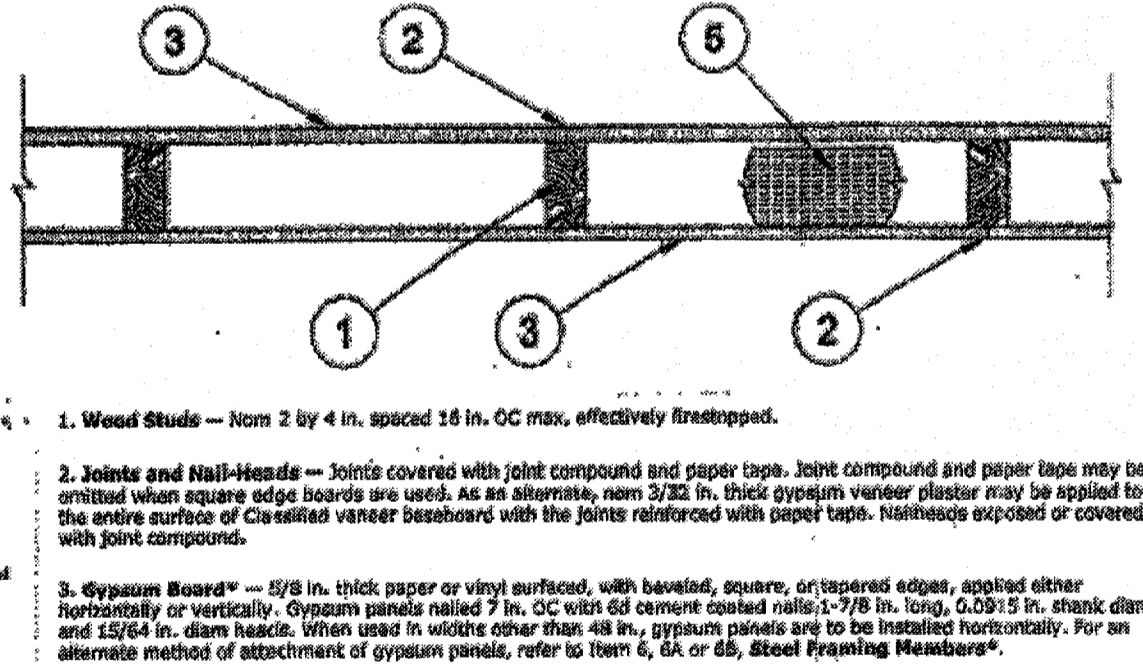 3 2 5
1 3 2
1. Wood Studs — Nom 2 by 4 in. spaced 16 in. OC max, effectively firestopped.
2. Joints and Nail-Heads — Joints covered with joint compound and paper tape. Joint compound and paper tape may be
omitted when square edge boards are used. As an alternate, nom 3/32 in. thick gypsum veneer plaster may be applied to
the entire surface of Classified veneer baseboard with the joints reinforced with paper tape. Nailheads exposed or covered
with joint compound.
3. Gypsum Board* — 5/8 in. thick paper or vinyl surfaced, with beveled, square, or tapered edges, applied either
horizontally or vertically. Gypsum panels nailed 7 in. OC with 6d cement coated nails 1-7/8 in. long, 0.0915 in. shank diam
and 15/64 in. diam heads. When used in widths other than 48 in., gypsum panels are to be installed horizontally. For an
alternate method of attachment of gypsum panels, refer to Item 6, 6A or 6B, Steel Framing Members*.